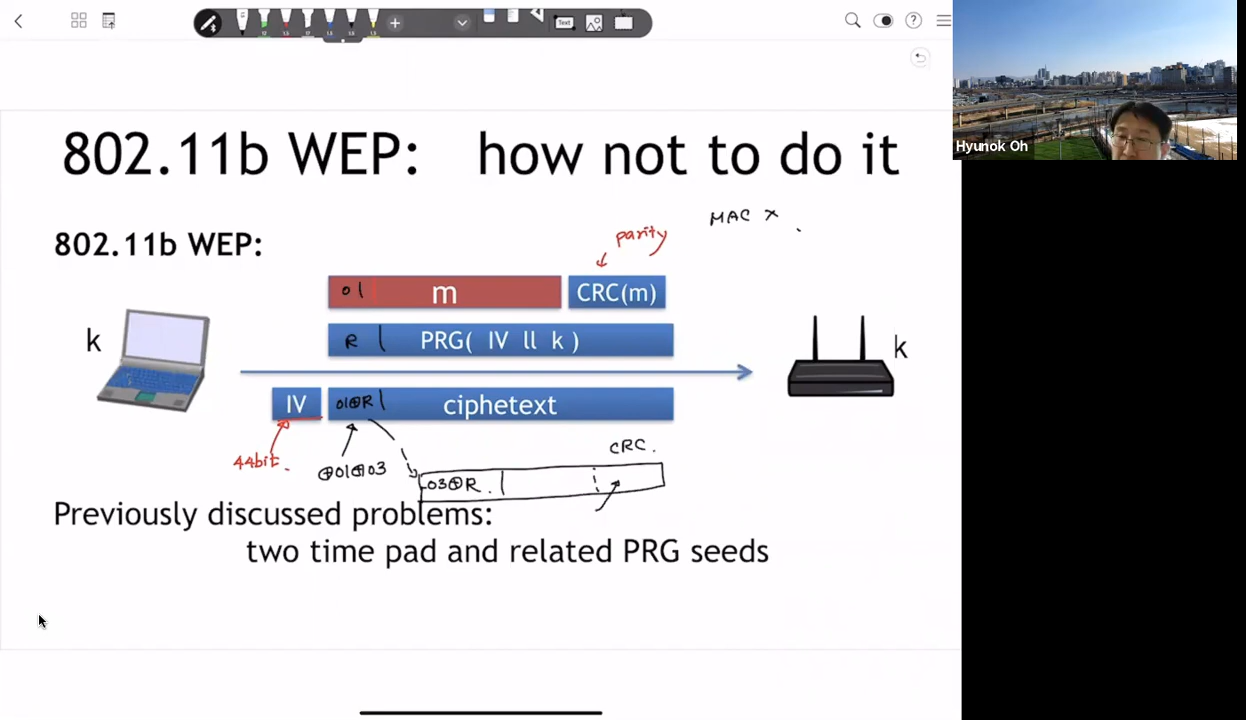 Text
Hyunok Oh
802.11b WEP: how not to do it
MAC ×
802.11b WEP:
parity
01 m CRC(m)
k
R PRG( IV ll k )
k
IV 01⊕R ciphetext
44bit.
⊕01⊕03
CRC.
03⊕R.
Previously discussed problems:
two time pad and related PRG seeds